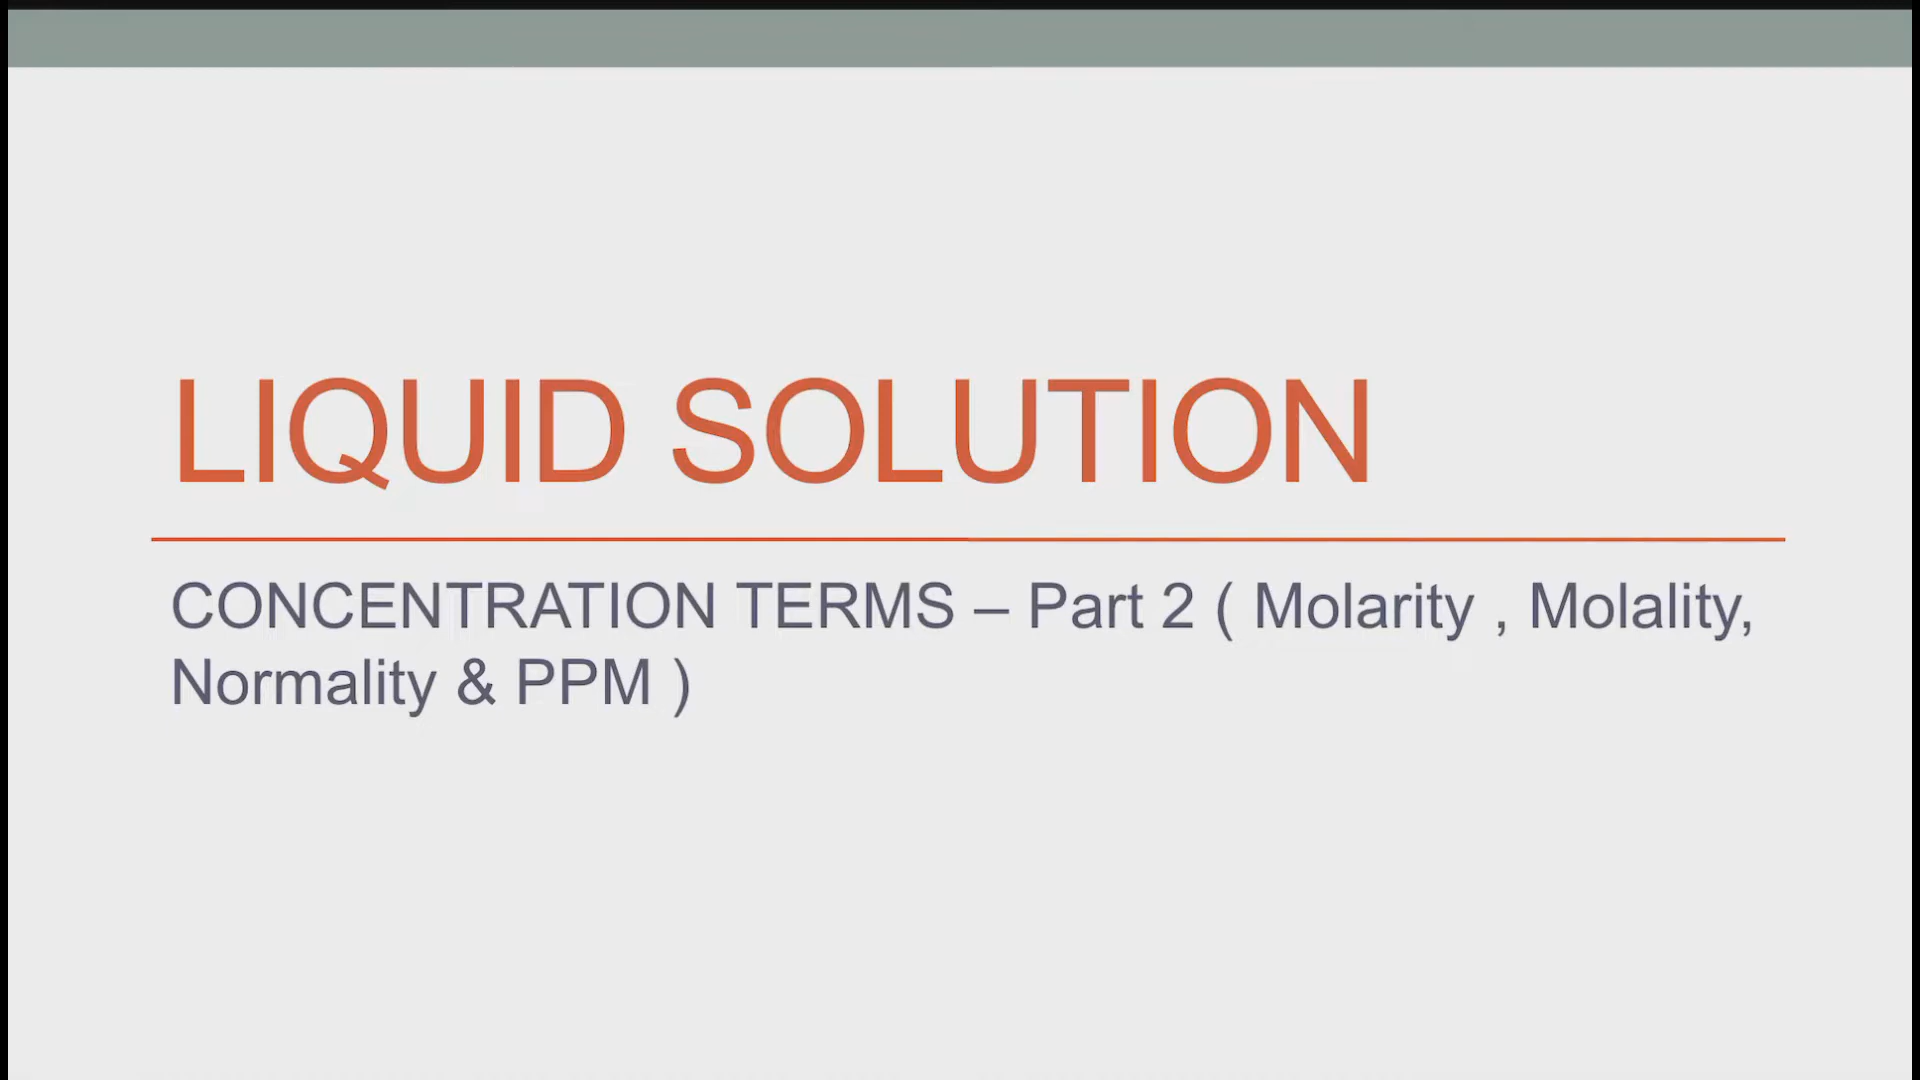 LIQUID SOLUTION
CONCENTRATION TERMS – Part 2 ( Molarity , Molality,
Normality & PPM )